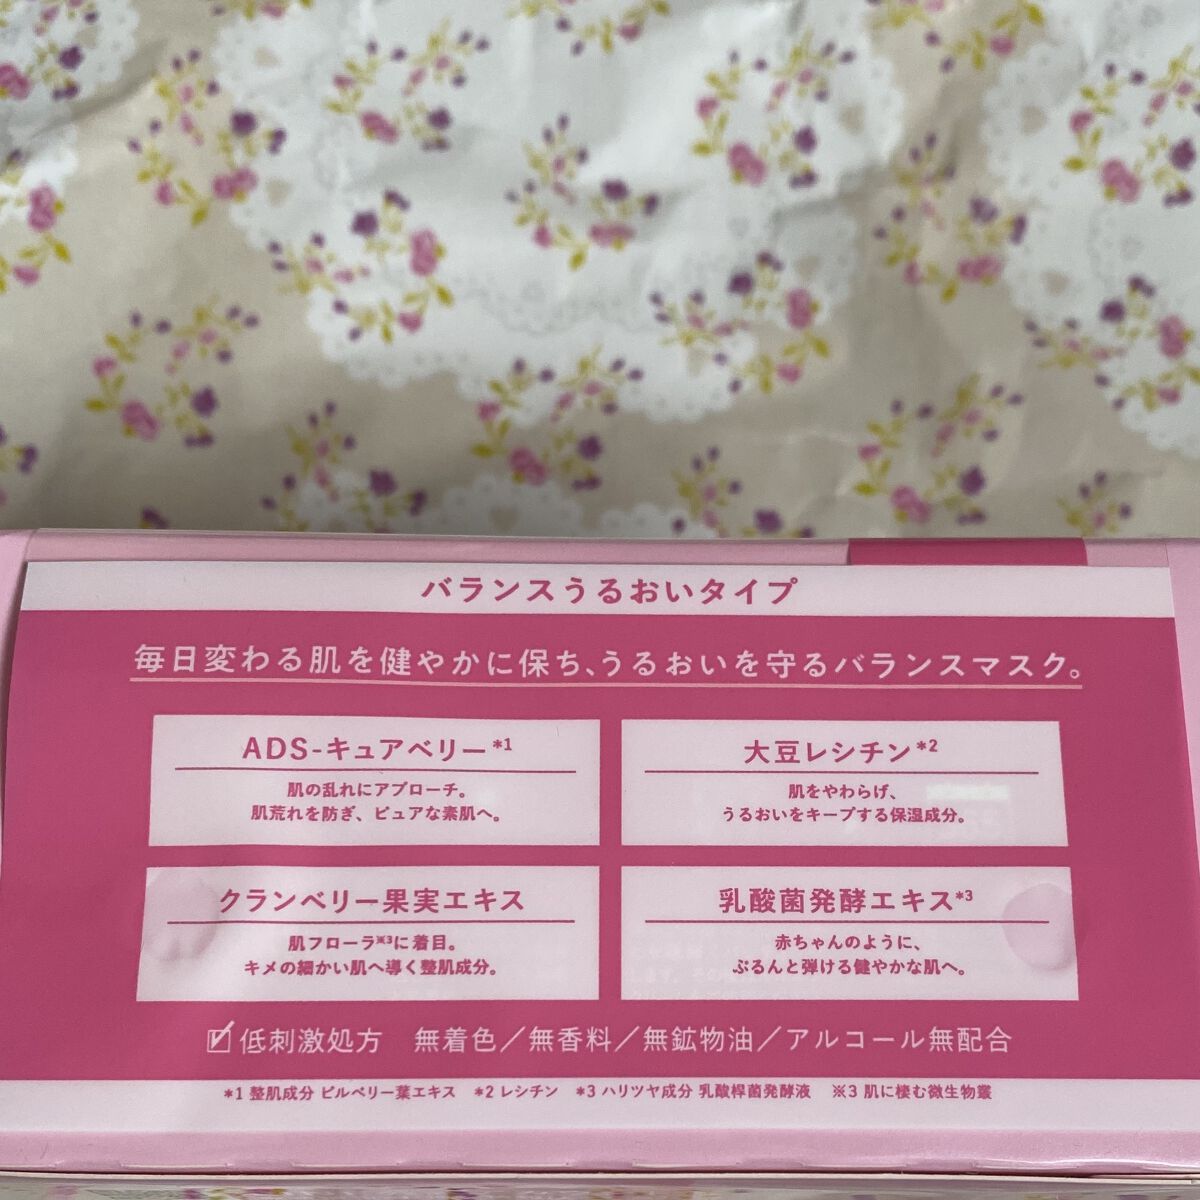 バランスうるおいタイプ
毎日変わる肌を健やかに保ち、うるおいを守るバランスマスク。
ADS-キュアベリー*1
肌の乱れにアプローチ。
肌荒れを防ぎ、ピュアな素肌へ。
大豆レシチン*2
肌をやわらげ、
うるおいをキープする保湿成分。
クランベリー果実エキス
肌フローラ※3に着目。
キメの細かい肌へ導く整肌成分。
乳酸菌発酵エキス*3
赤ちゃんのように、
ぷるんと弾ける健やかな肌へ。
☑低刺激処方 無着色／無香料／無鉱物油／アルコール無配合
*1 整肌成分 ビルベリー葉エキス *2 レシチン *3 ハリツヤ成分 乳酸桿菌発酵液 ※3 肌に棲む微生物叢